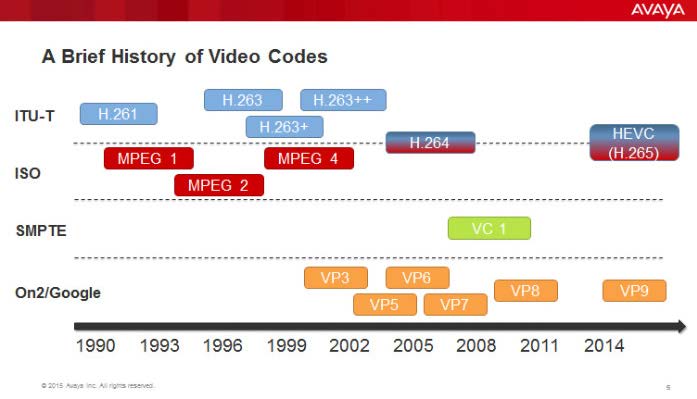 AVAYA
A Brief History of Video Codes
ITU-T
H.261
H.263
H.263+
H.263++
H.264
HEVC
(H.265)
ISO
MPEG 1
MPEG 2
MPEG 4
SMPTE
VC 1
On2/Google
VP3
VP5
VP6
VP7
VP8
VP9
1990 1993 1996 1999 2002 2005 2008 2011 2014
© 2015 Avaya Inc. All rights reserved.
6